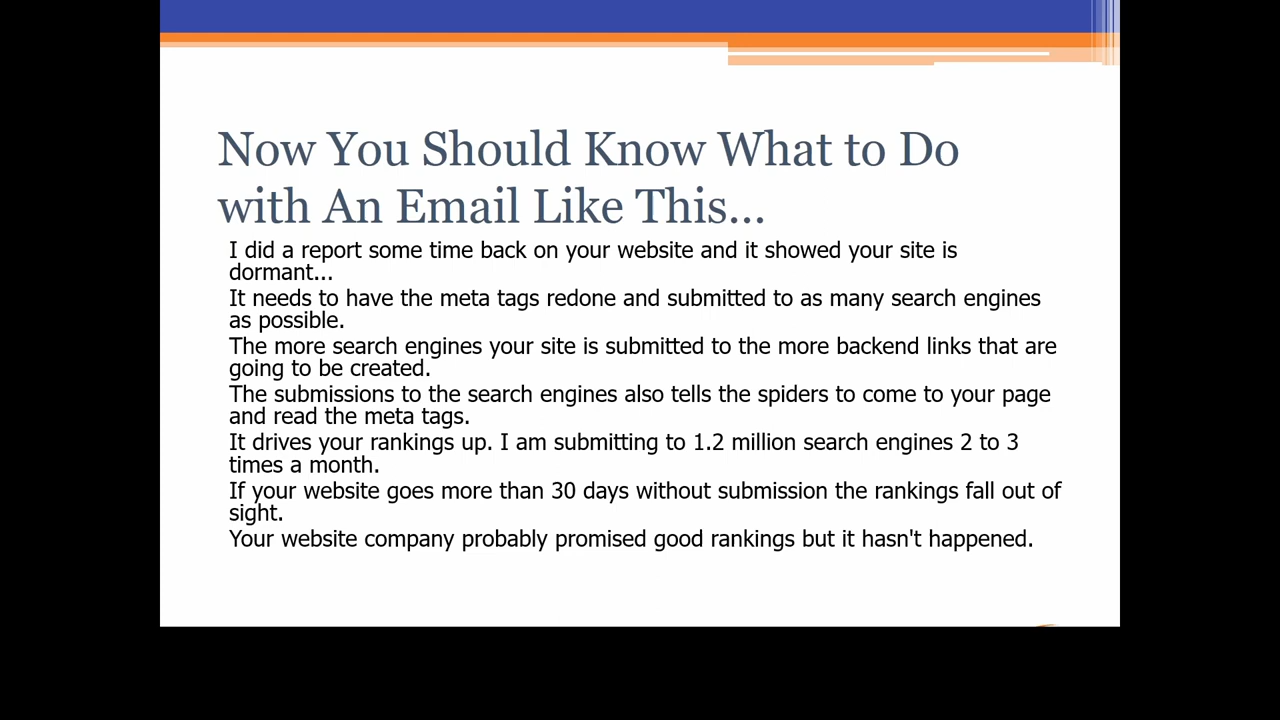 Now You Should Know What to Do
with An Email Like This...
I did a report some time back on your website and it showed your site is
dormant...
It needs to have the meta tags redone and submitted to as many search engines
as possible.
The more search engines your site is submitted to the more backend links that are
going to be created.
The submissions to the search engines also tells the spiders to come to your page
and read the meta tags.
It drives your rankings up. I am submitting to 1.2 million search engines 2 to 3
times a month.
If your website goes more than 30 days without submission the rankings fall out of
sight.
Your website company probably promised good rankings but it hasn't happened.